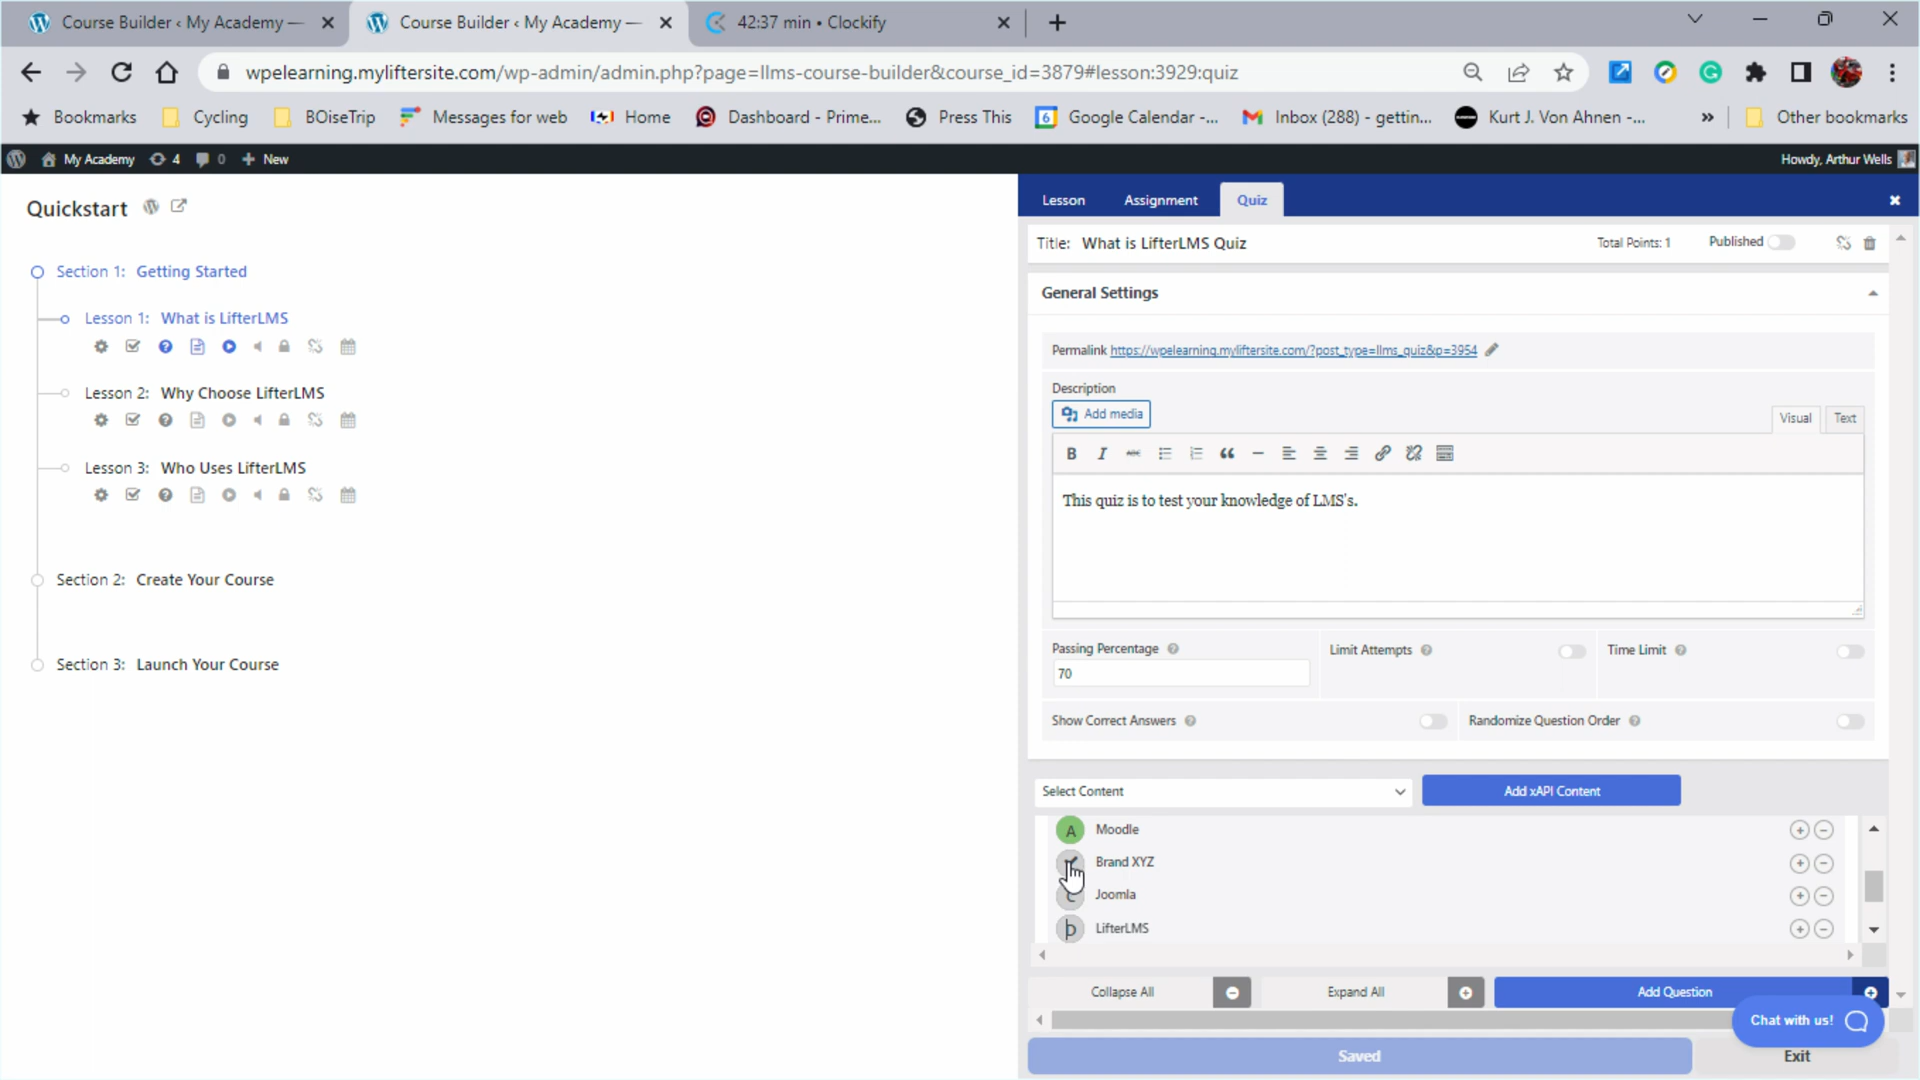 Course Builder ‹ My Academy —
Course Builder ‹ My Academy —
42:37 min • Clockify
wpelearning.myliftersite.com/wp-admin/admin.php?page=llms-course-builder&course_id=3879#lesson:3929:quiz
Bookmarks
Cycling
BOiseTrip
Messages for web
Home
Dashboard - Prime...
Press This
6
Google Calendar -...
Inbox (288) - gettin...
Kurt J. Von Ahnen -...
»
Other bookmarks
My Academy
4
0
New
Howdy, Arthur Wells
Quickstart
Section 1: Getting Started
Lesson 1: What is LifterLMS
Lesson 2: Why Choose LifterLMS
Lesson 3: Who Uses LifterLMS
Section 2: Create Your Course
Section 3: Launch Your Course
Lesson
Assignment
Quiz
Title: What is LifterLMS Quiz
Total Points: 1
Published
General Settings
Permalink https://wpelearning.myliftersite.com/?post_type=llms_quiz&p=3954
Description
Add media
Visual
Text
B I ABC
This quiz is to test your knowledge of LMS's.
Passing Percentage
70
Limit Attempts
Time Limit
Show Correct Answers
Randomize Question Order
Select Content
Add xAPI Content
A Moodle
Brand XYZ
C Joomla
D LifterLMS
Collapse All
Expand All
Add Question
Chat with us!
Saved
Exit